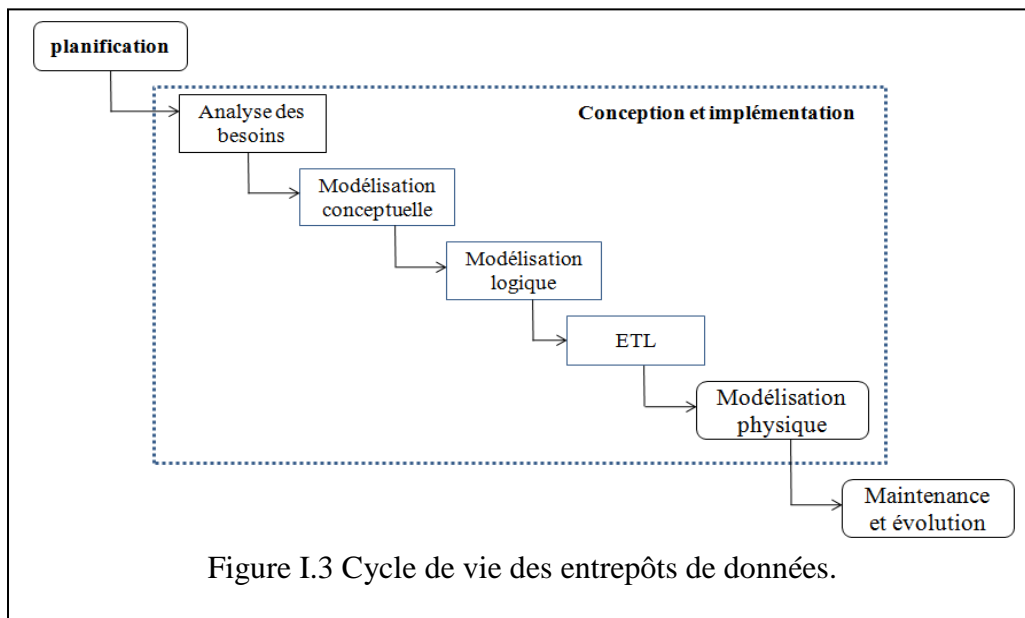 planification
Analyse des
besoins
Conception et implémentation
Modélisation
conceptuelle
Modélisation
logique
ETL
Modélisation
physique
Maintenance
et évolution
Figure I.3 Cycle de vie des entrepôts de données.